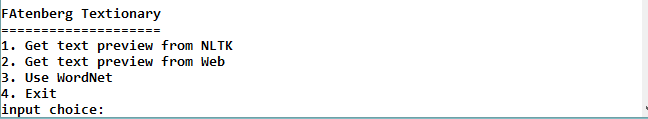 FAtenberg Textionary
====================
1. Get text preview from NLTK
2. Get text preview from Web
3. Use WordNet
4. Exit
input choice: